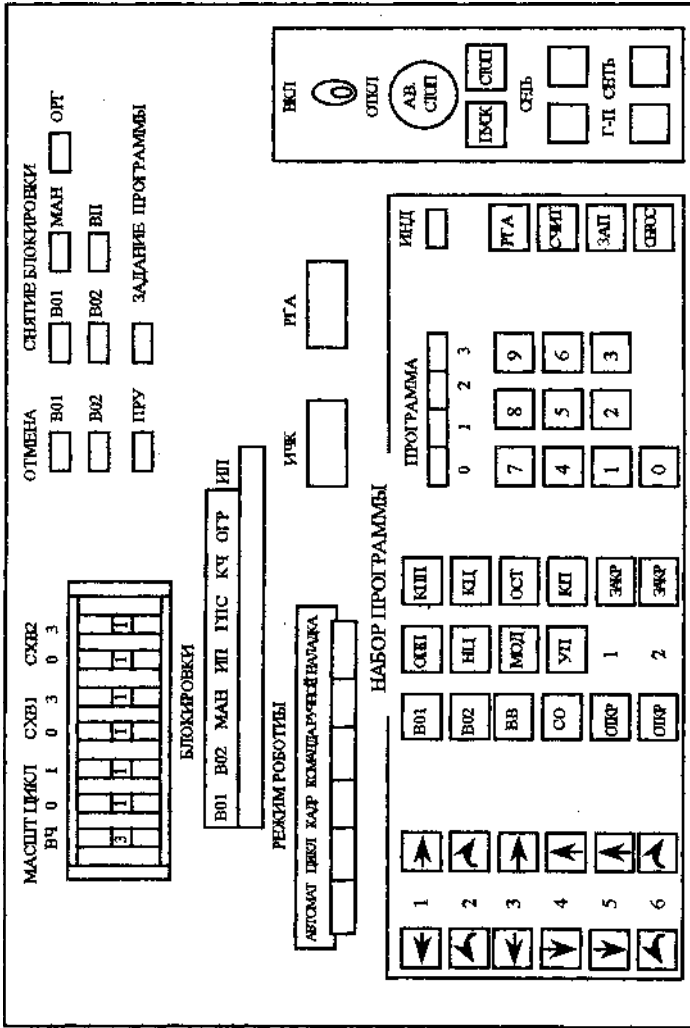 МАСШТ ЦИКЛ СХВ1 СХВ2
ВЧ 0 1 0 3 0 3
3 1 1 1 1 1 1
ОТМЕНА
В01
В02
ПРУ
СНЯТИЕ БЛОКИРОВКИ
В01 МАН ОРГ
В02 ВП
ЗАДАНИЕ ПРОГРАММЫ
БЛОКИРОВКИ
В01 В02 МАН ИП ГПС КЧ ОГР ИП
РЕЖИМ РОБОТИЫ
АВТОМАТ ЦИКЛ КАДР КОМАНДА РУЧНОЙ НАЛАДКА
ИЧК РГА
ВКЛ
ОТКЛ
АВ.
СТОП
ПУСК СТОП
СЕТЬ
Г-П СЕТЬ
НАБОР ПРОГРАММЫ
1
2
3
4
5
6
В01 ОПП КПП
В02 НЦ КЦ
ВВ МОД ОСТ
СО УП КП
ОТКР 1 ЗАКР
ОТКР 2 ЗАКР
ПРОГРАММА ИНД
0 1 2 3
7 8 9 РГА
4 5 6 СЧИТ
1 2 3 ЗАП
0 СБРОС